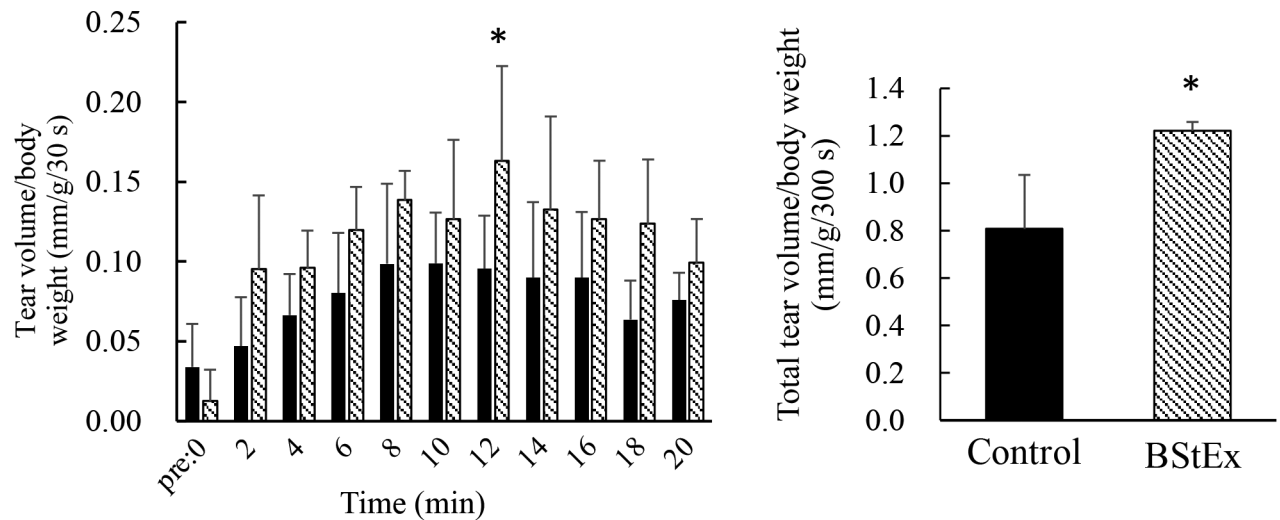 Tear volume/body
weight (mm/g/30 s)
0.25
0.20
0.15
0.10
0.05
0.00
*
pre:0 2 4 6 8 10 12 14 16 18 20
Time (min)
Total tear volume/body weight
(mm/g/300 s)
1.4
1.2
1.0
0.8
0.6
0.4
0.2
0.0
*
Control BStEx